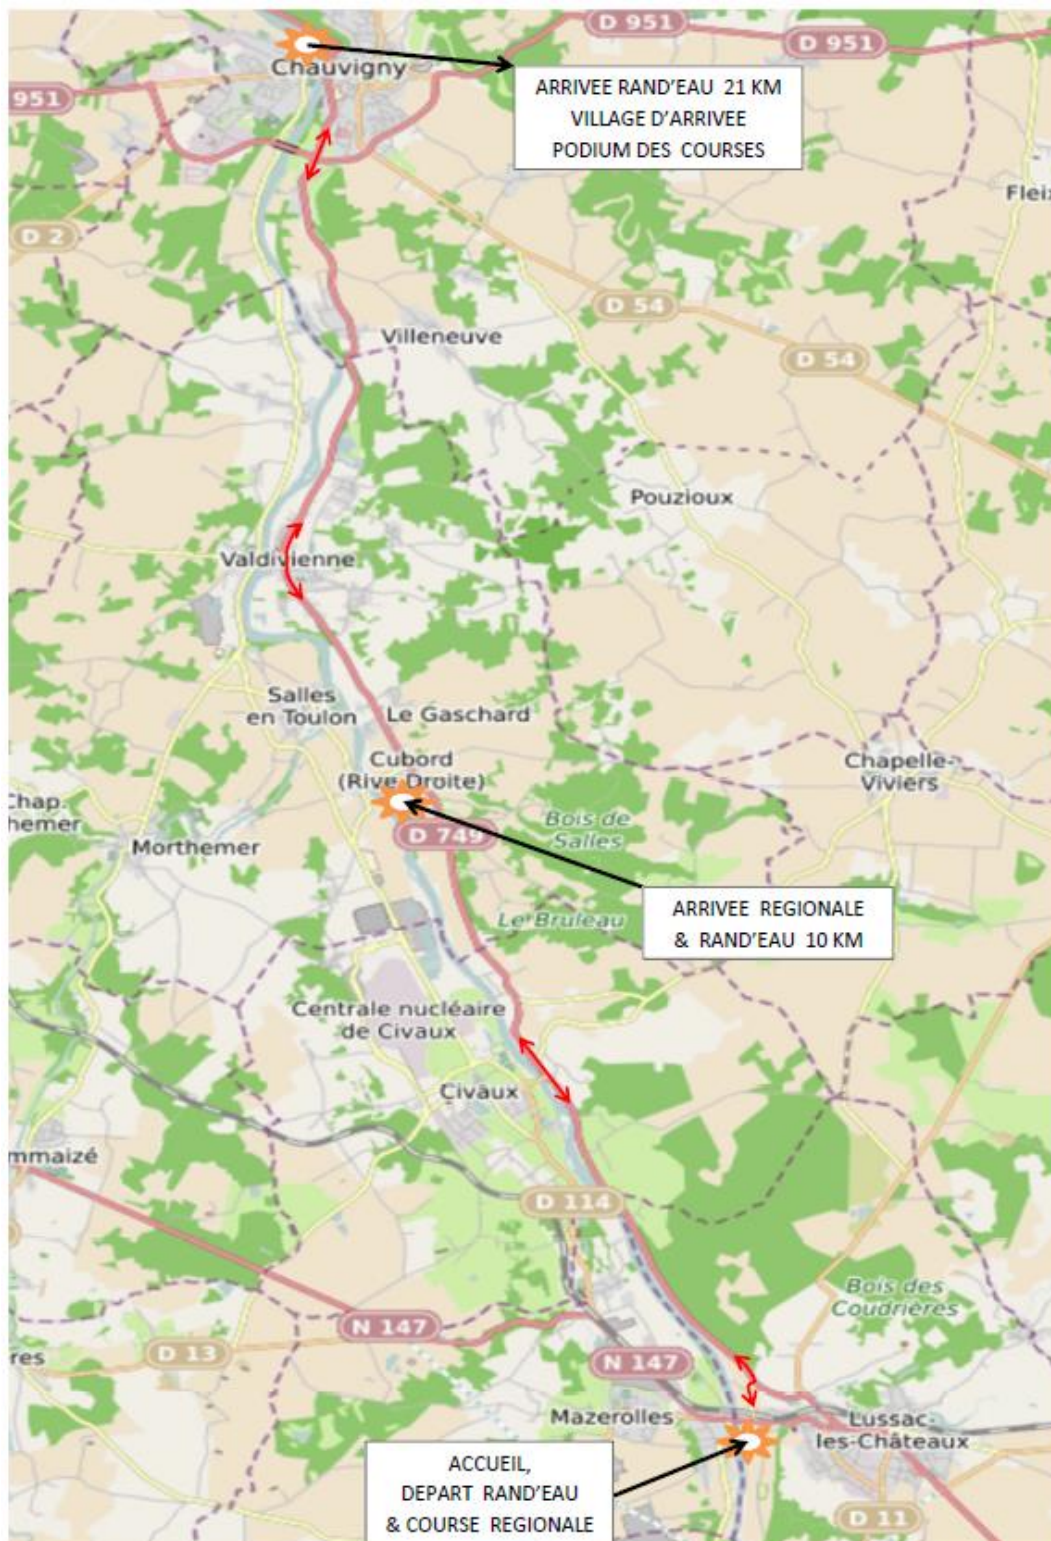 D 951
D 951
Chauvigny
951
ARRIVEE RAND'EAU 21 KM
VILLAGE D'ARRIVEE
PODIUM DES COURSES
Fleix
D 2
D 54
Villeneuve
D 54
Pouzioux
Valdivienne
Salles
en Toulon
Le Gaschard
Cubord
(Rive Droite)
Chapelle-
Viviers
Chap.
hemer
Bois de
Salles
D 749
Morthemer
ARRIVEE REGIONALE
& RAND'EAU 10 KM
Le Bruleau
Centrale nucléaire
de Civaux
Civaux
mmaizé
D 114
Bois des
Coudrières
N 147
D 13
res
N 147
Mazerolles
Lussac-
les-Châteaux
ACCUEIL,
DEPART RAND'EAU
& COURSE REGIONALE
D 11